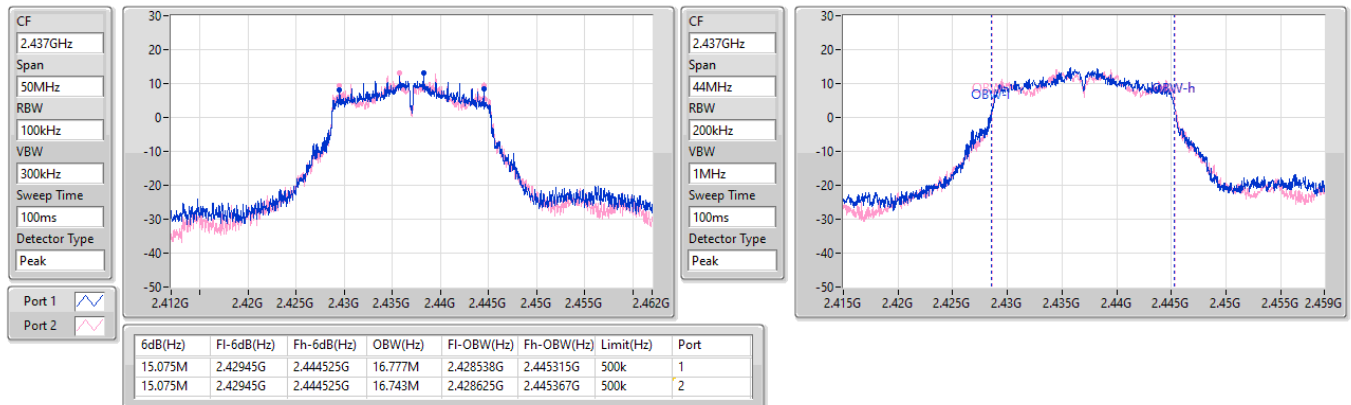 CF
2.437GHz
Span
50MHz
RBW
100kHz
VBW
300kHz
Sweep Time
100ms
Detector Type
Peak
Port 1
Port 2
30
20
10
0
-10
-20
-30
-40
-50
2.412G 2.42G 2.425G 2.43G 2.435G 2.44G 2.445G 2.45G 2.455G 2.462G
CF
2.437GHz
Span
44MHz
RBW
200kHz
VBW
1MHz
Sweep Time
100ms
Detector Type
Peak
30
20
10
0
-10
-20
-30
-40
-50
OBW-l OBW-h
2.415G 2.42G 2.425G 2.43G 2.435G 2.44G 2.445G 2.45G 2.455G 2.459G
6dB(Hz) Fl-6dB(Hz) Fh-6dB(Hz) OBW(Hz) Fl-OBW(Hz) Fh-OBW(Hz) Limit(Hz) Port
15.075M 2.42945G 2.444525G 16.777M 2.428538G 2.445315G 500k 1
15.075M 2.42945G 2.444525G 16.743M 2.428625G 2.445367G 500k 2